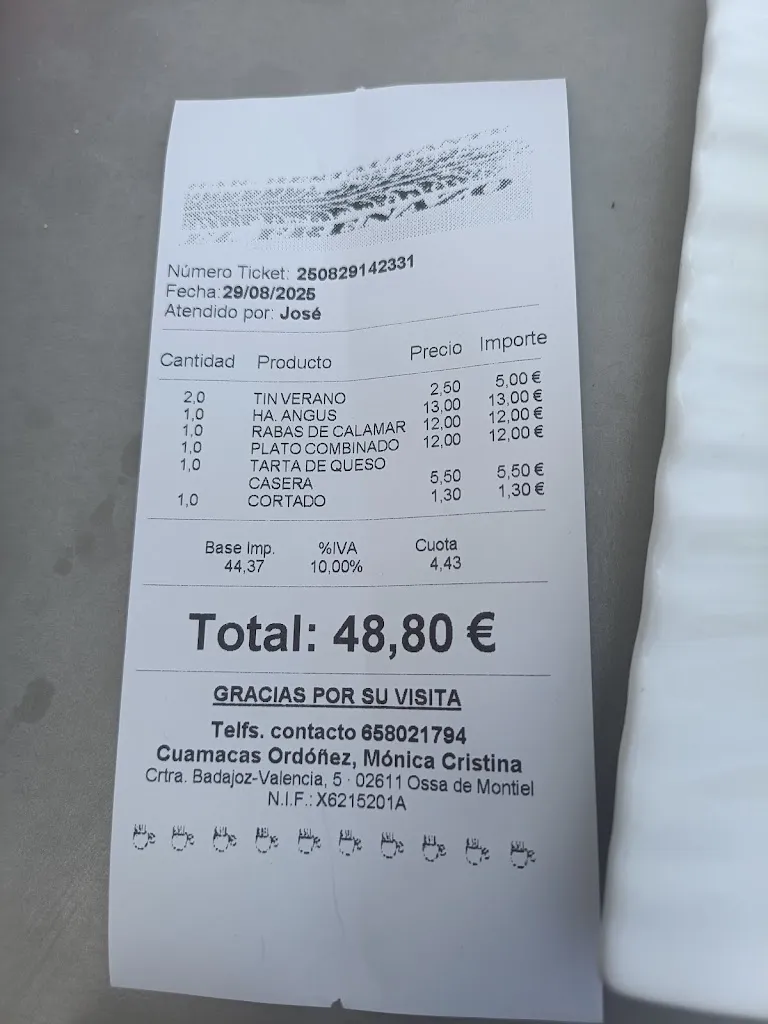 Número Ticket: 250829142331
Fecha:29/08/2025
Atendido por: José
Cantidad Producto Precio Importe
2,0 TIN VERANO 2,50 5,00 €
1,0 HA. ANGUS 13,00 13,00 €
1,0 RABAS DE CALAMAR 12,00 12,00 €
1,0 PLATO COMBINADO 12,00 12,00 €
1,0 TARTA DE QUESO
CASERA 5,50 5,50 €
1,0 CORTADO 1,30 1,30 €
Base Imp. %IVA Cuota
44,37 10,00% 4,43
Total: 48,80 €
GRACIAS POR SU VISITA
Telfs. contacto 658021794
Cuamacas Ordóñez, Mónica Cristina
Crtra. Badajoz-Valencia, 5 · 02611 Ossa de Montiel
N.I.F.: X6215201A